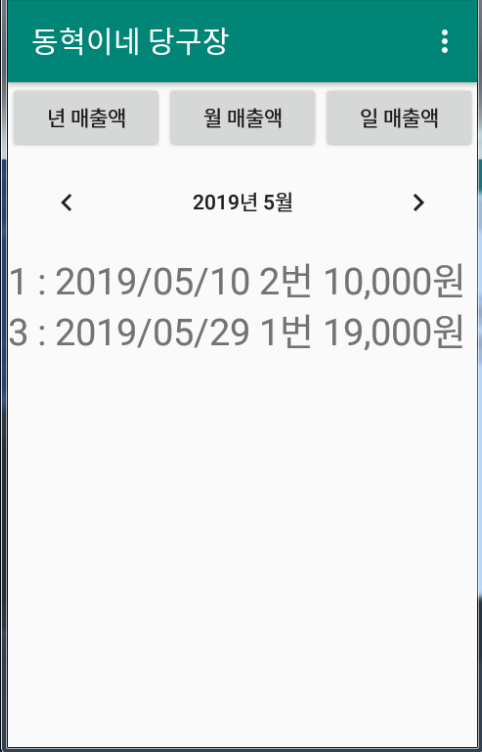 동혁이네 당구장
년 매출액 월 매출액 일 매출액
2019년 5월
1 : 2019/05/10 2번 10,000원
3 : 2019/05/29 1번 19,000원